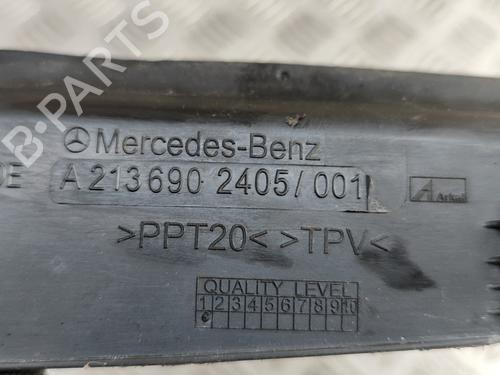 B-PARTS
Mercedes-Benz
DE
A 213 690 2405/001
>PPT20< >TPV<
QUALITY LEVEL
1 2 3 4 5 6 7 8 9 10